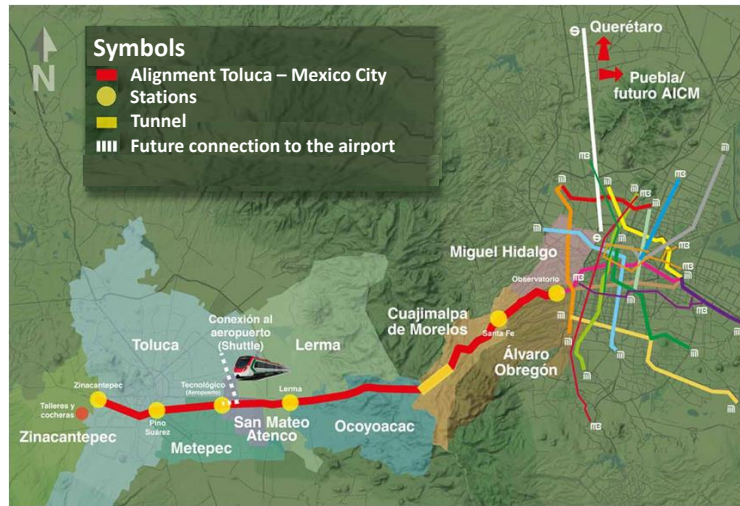 Symbols
Alignment Toluca – Mexico City
Stations
Tunnel
Future connection to the airport
N
Querétaro
Puebla/
futuro AICM
Miguel Hidalgo
Observatorio
Cuajimalpa
de Morelos
Santa Fe
Álvaro
Obregón
Conexión al
aeropuerto
(Shuttle)
Lerma
Toluca
Zinacantepec
Tecnológico
(Aeropuerto)
Lerma
Talleres y
cocheras
Pino
Suárez
San Mateo
Atenco
Ocoyoacac
Zinacantepec
Metepec